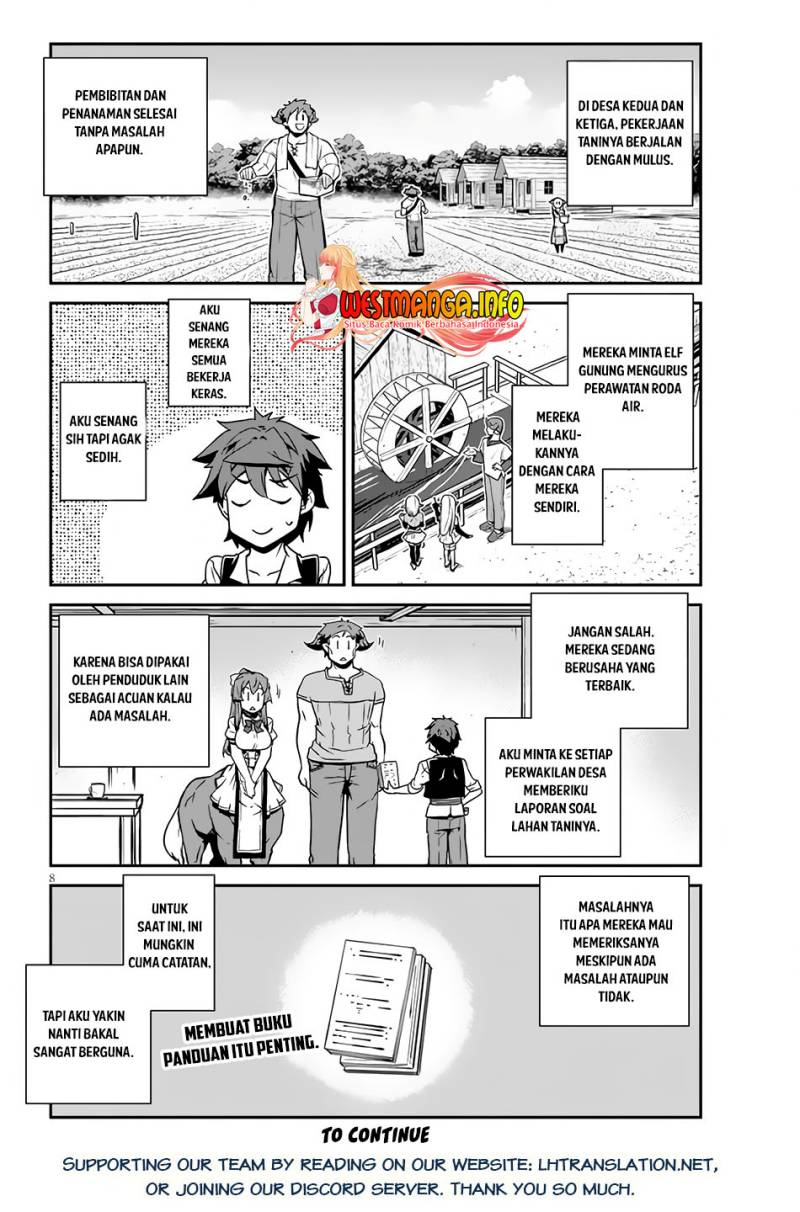 DI DESA KEDUA DAN
KETIGA, PEKERJAAN
TANINYA BERJALAN
DENGAN MULUS.
PEMBIBITAN DAN
PENANAMAN SELESAI
TANPA MASALAH
APAPUN.
WESTMANGA.INFO
Situs Baca Komik Berbahasa Indonesia
MEREKA MINTA ELF
GUNUNG MENGURUS
PERAWATAN RODA
AIR.
MEREKA
MELAKU-
KANNYA
DENGAN CARA
MEREKA
SENDIRI.
AKU
SENANG
MEREKA
SEMUA
BEKERJA
KERAS.
AKU SENANG
SIH TAPI AGAK
SEDIH.
JANGAN SALAH.
MEREKA SEDANG
BERUSAHA YANG
TERBAIK.
AKU MINTA KE SETIAP
PERWAKILAN DESA
MEMBERIKU
LAPORAN SOAL
LAHAN TANINYA.
KARENA BISA DIPAKAI
OLEH PENDUDUK LAIN
SEBAGAI ACUAN KALAU
ADA MASALAH.
8
MASALAHNYA
ITU APA MEREKA MAU
MEMERIKSANYA
MESKIPUN ADA
MASALAH ATAUPUN
TIDAK.
UNTUK
SAAT INI, INI
MUNGKIN
CUMA CATATAN,
TAPI AKU YAKIN
NANTI BAKAL
SANGAT BERGUNA.
MEMBUAT BUKU
PANDUAN ITU PENTING.
TO CONTINUE
SUPPORTING OUR TEAM BY READING ON OUR WEBSITE: LHTRANSLATION.NET,
OR JOINING OUR DISCORD SERVER. THANK YOU SO MUCH.